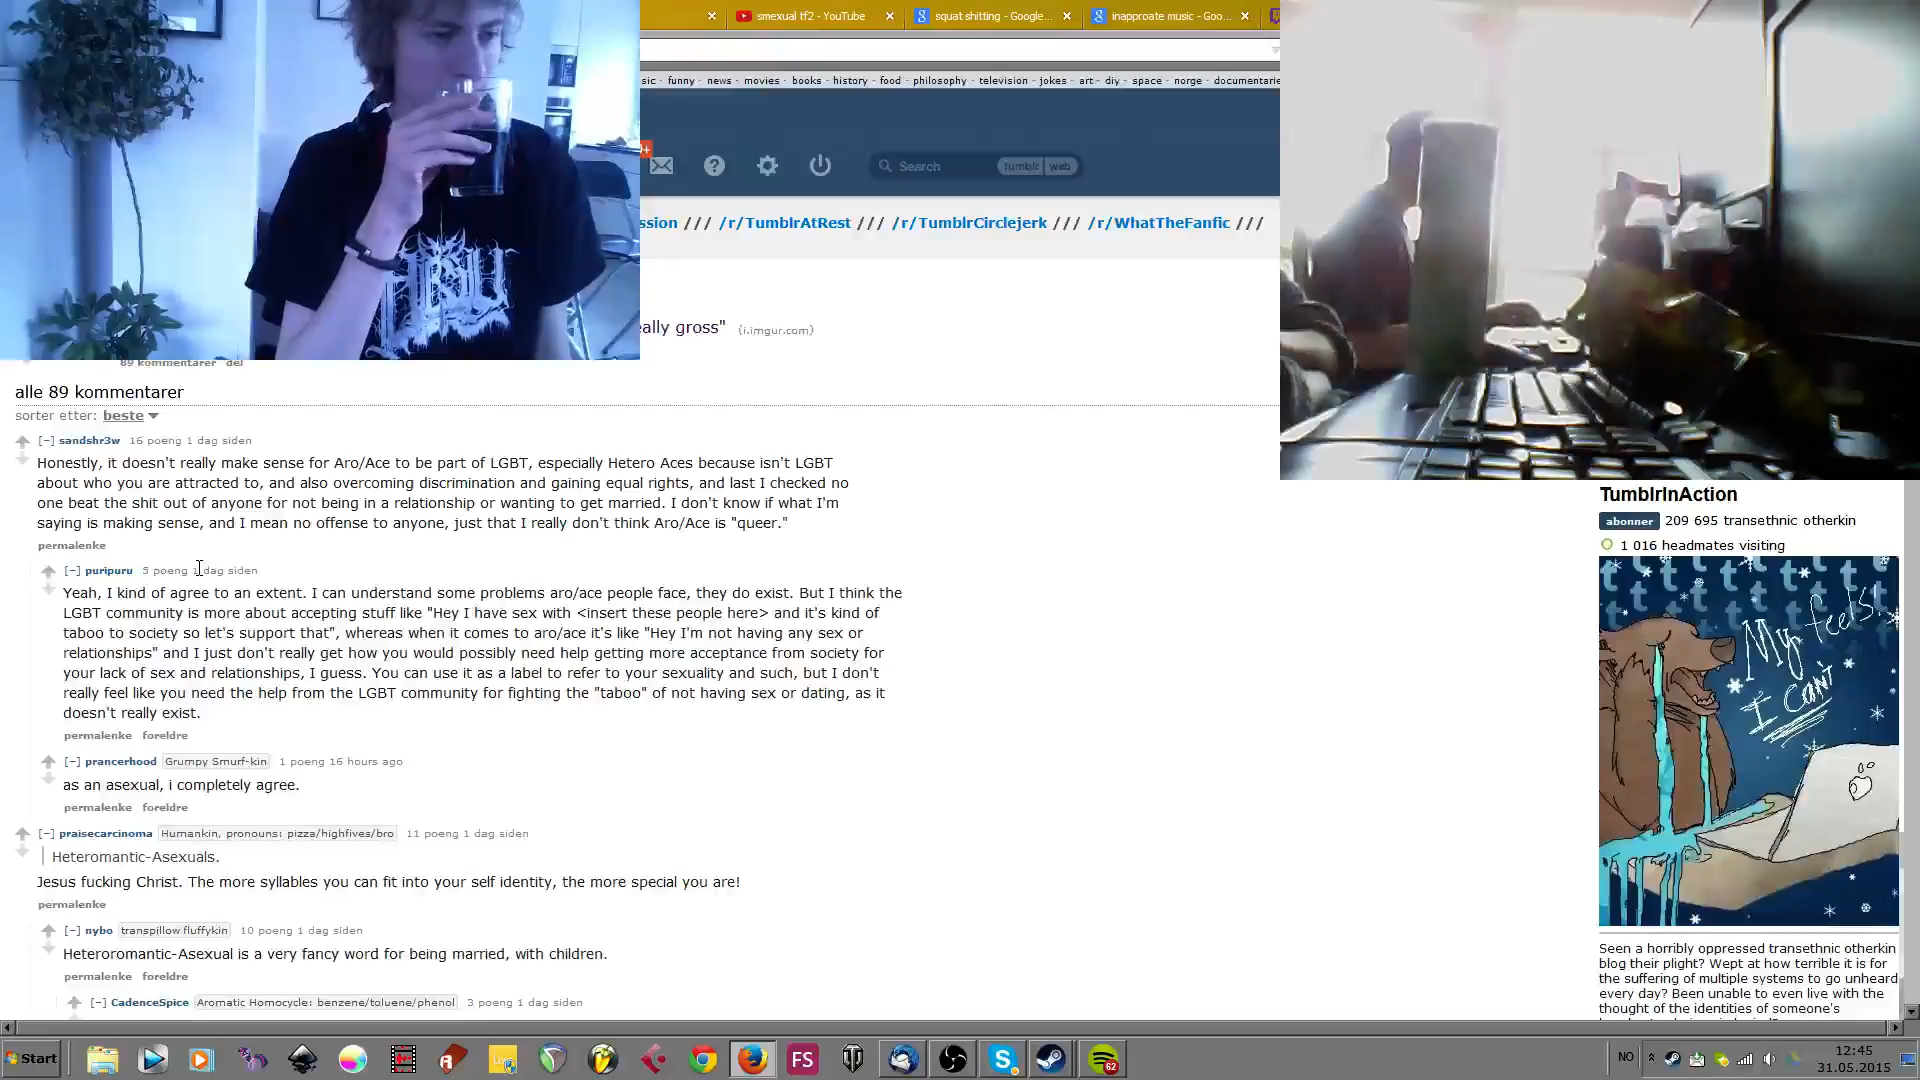 smexual tf2 - YouTube
squat shitting - Google...
inapproate music - Goo...
funny - news - movies - books - history - food - philosophy - television - jokes - art - diy - space - norge - documentarie
Search
tumblr
web
ssion /// /r/TumblrAtRest /// /r/TumblrCirclejerk /// /r/WhatTheFanfic ///
eally gross" (i.imgur.com)
89 kommentarer del
alle 89 kommentarer
sorter etter: beste
[−] sandshr3w 16 poeng 1 dag siden
Honestly, it doesn't really make sense for Aro/Ace to be part of LGBT, especially Hetero Aces because isn't LGBT
about who you are attracted to, and also overcoming discrimination and gaining equal rights, and last I checked no
one beat the shit out of anyone for not being in a relationship or wanting to get married. I don't know if what I'm
saying is making sense, and I mean no offense to anyone, just that I really don't think Aro/Ace is "queer."
permalenke
[−] puripuru 5 poeng 1 dag siden
Yeah, I kind of agree to an extent. I can understand some problems aro/ace people face, they do exist. But I think the
LGBT community is more about accepting stuff like "Hey I have sex with <insert these people here> and it's kind of
taboo to society so let's support that", whereas when it comes to aro/ace it's like "Hey I'm not having any sex or
relationships" and I just don't really get how you would possibly need help getting more acceptance from society for
your lack of sex and relationships, I guess. You can use it as a label to refer to your sexuality and such, but I don't
really feel like you need the help from the LGBT community for fighting the "taboo" of not having sex or dating, as it
doesn't really exist.
permalenke foreldre
[−] prancerhood Grumpy Smurf-kin 1 poeng 16 hours ago
as an asexual, i completely agree.
permalenke foreldre
[−] praisecarcinoma Humankin, pronouns: pizza/highfives/bro 11 poeng 1 dag siden
Heteromantic-Asexuals.
Jesus fucking Christ. The more syllables you can fit into your self identity, the more special you are!
permalenke
[−] nybo transpillow fluffykin 10 poeng 1 dag siden
Heteroromantic-Asexual is a very fancy word for being married, with children.
permalenke foreldre
[−] CadenceSpice Aromatic Homocycle: benzene/toluene/phenol 3 poeng 1 dag siden
TumblrInAction
abonner 209 695 transethnic otherkin
1 016 headmates visiting
My feels!
I can't
Seen a horribly oppressed transethnic otherkin
blog their plight? Wept at how terrible it is for
the suffering of multiple systems to go unheard
every day? Been unable to even live with the
thought of the identities of someone's
Start
FS
62
NO
12:45
31.05.2015